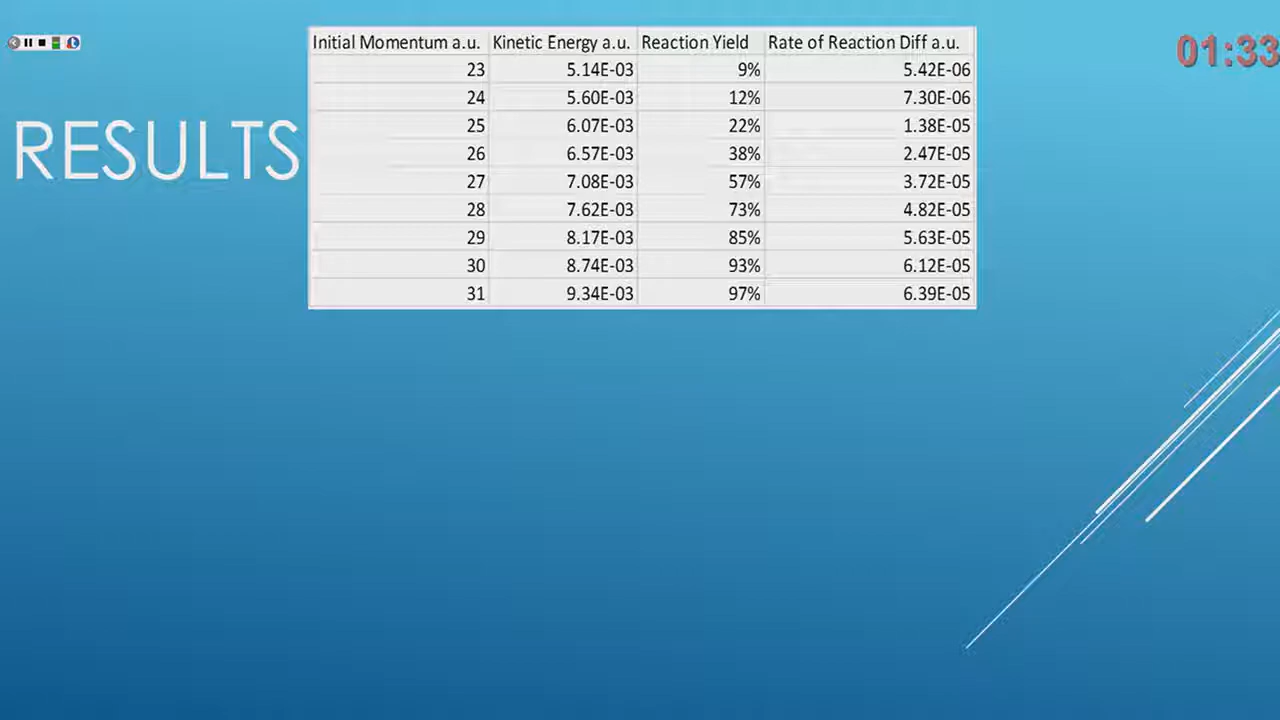 Initial Momentum a.u. Kinetic Energy a.u. Reaction Yield Rate of Reaction Diff a.u.
23 5.14E-03 9% 5.42E-06
24 5.60E-03 12% 7.30E-06
25 6.07E-03 22% 1.38E-05
26 6.57E-03 38% 2.47E-05
27 7.08E-03 57% 3.72E-05
28 7.62E-03 73% 4.82E-05
29 8.17E-03 85% 5.63E-05
30 8.74E-03 93% 6.12E-05
31 9.34E-03 97% 6.39E-05
RESULTS
01:33